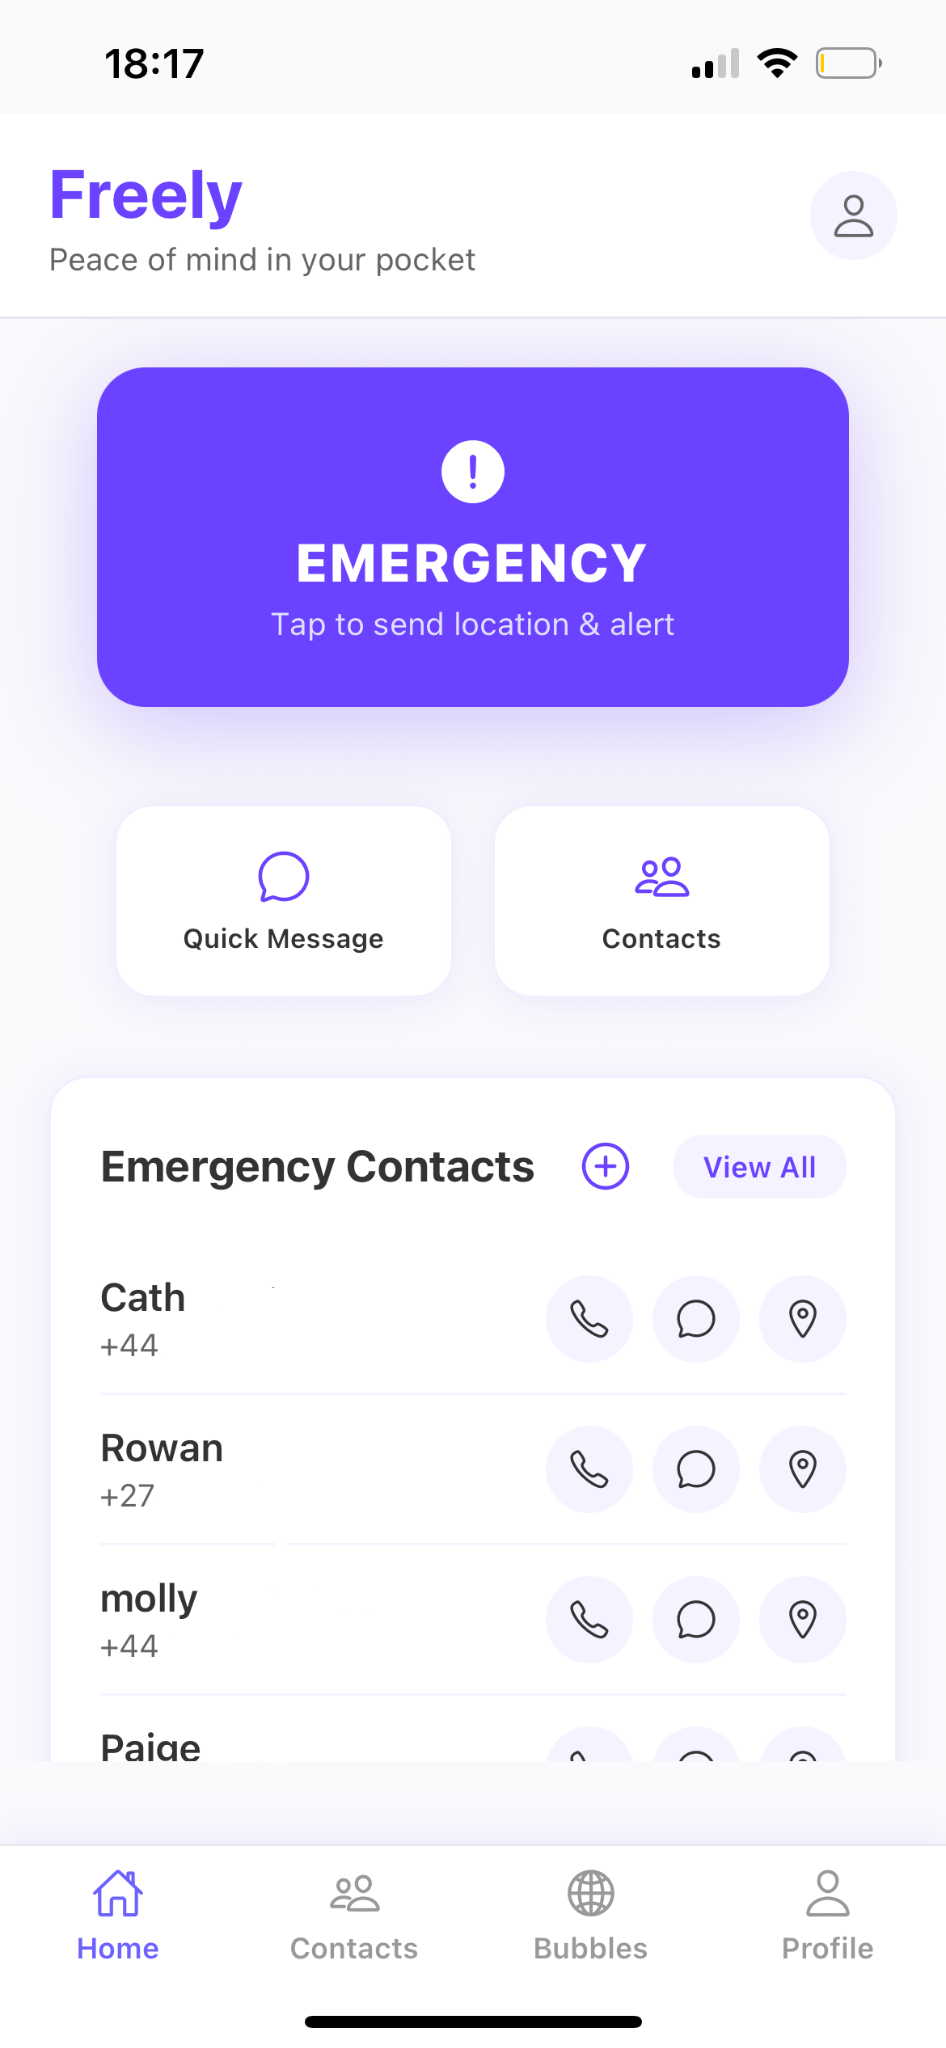 18:17
Freely
Peace of mind in your pocket
!
EMERGENCY
Tap to send location & alert
Quick Message
Contacts
Emergency Contacts
View All
Cath
+44
Rowan
+27
molly
+44
Paige
Home
Contacts
Bubbles
Profile